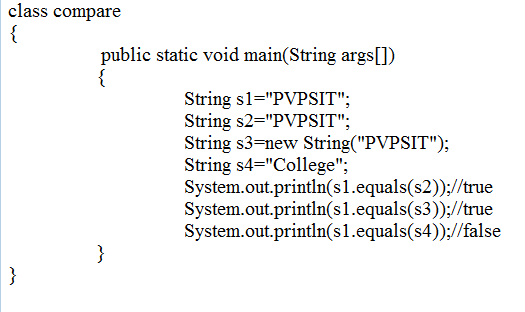 class compare
{
public static void main(String args[])
{
String s1="PVPSIT";
String s2="PVPSIT";
String s3=new String("PVPSIT");
String s4="College";
System.out.println(s1.equals(s2));//true
System.out.println(s1.equals(s3));//true
System.out.println(s1.equals(s4));//false
}
}